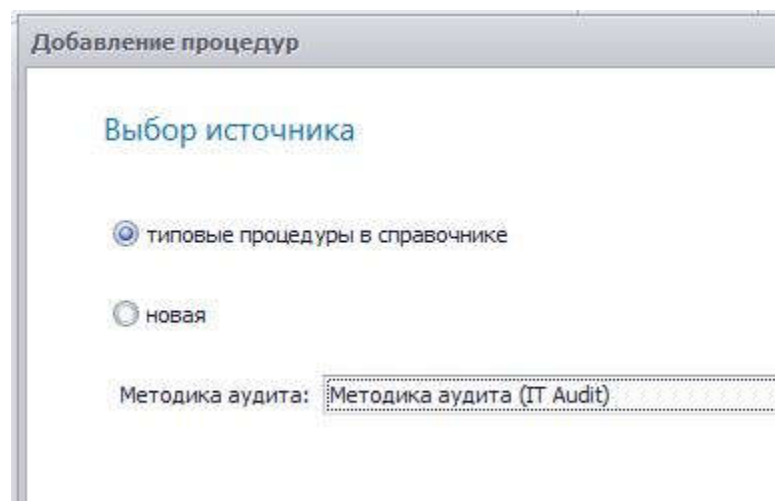 Добавление процедур
Выбор источника
типовые процедуры в справочнике
новая
Методика аудита: Методика аудита (IT Audit)